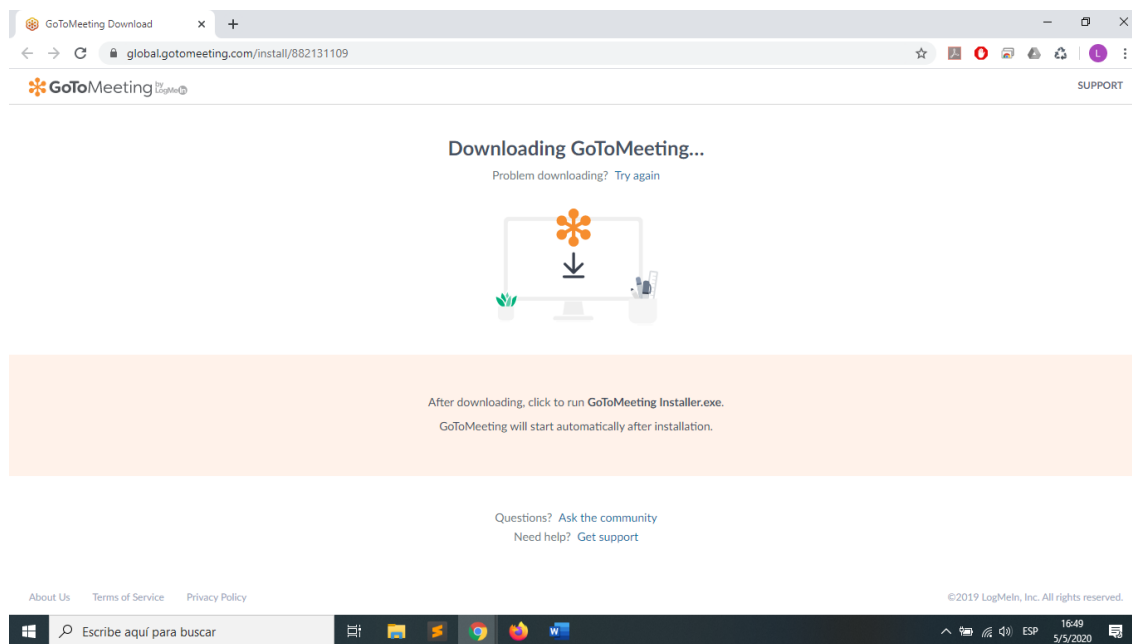 GoToMeeting Download
global.gotomeeting.com/install/882131109
L
GoToMeeting by LogMeIn
SUPPORT
Downloading GoToMeeting...
Problem downloading? Try again
After downloading, click to run GoToMeeting Installer.exe.
GoToMeeting will start automatically after installation.
Questions? Ask the community
Need help? Get support
About Us Terms of Service Privacy Policy
©2019 LogMeIn, Inc. All rights reserved.
Escribe aquí para buscar
ESP
16:49
5/5/2020